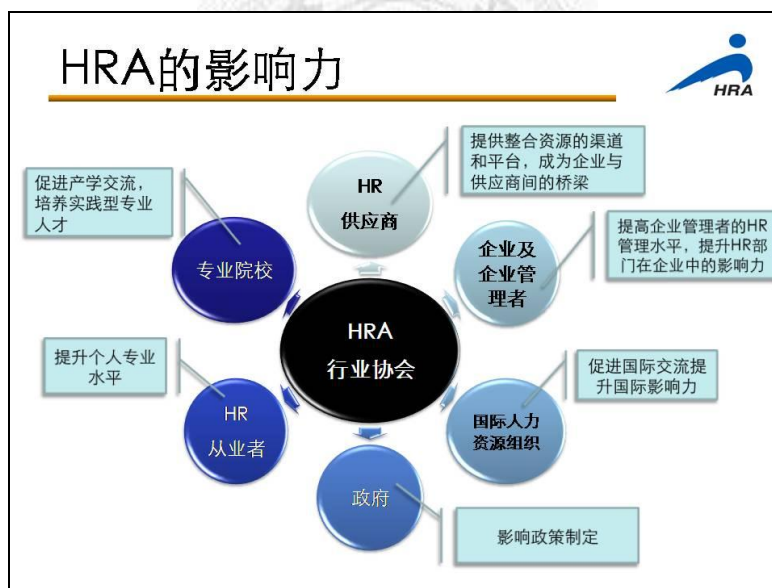 HRA的影响力
HRA
提供整合资源的渠道
和平台，成为企业与
供应商间的桥梁
促进产学交流，
培养实践型专业
人才
HR
供应商
提高企业管理者的HR
管理水平，提升HR部
门在企业中的影响力
专业院校
企业及
企业管
理者
HRA
行业协会
提升个人专业
水平
促进国际交流提
升国际影响力
HR
从业者
国际人力
资源组织
政府
影响政策制定